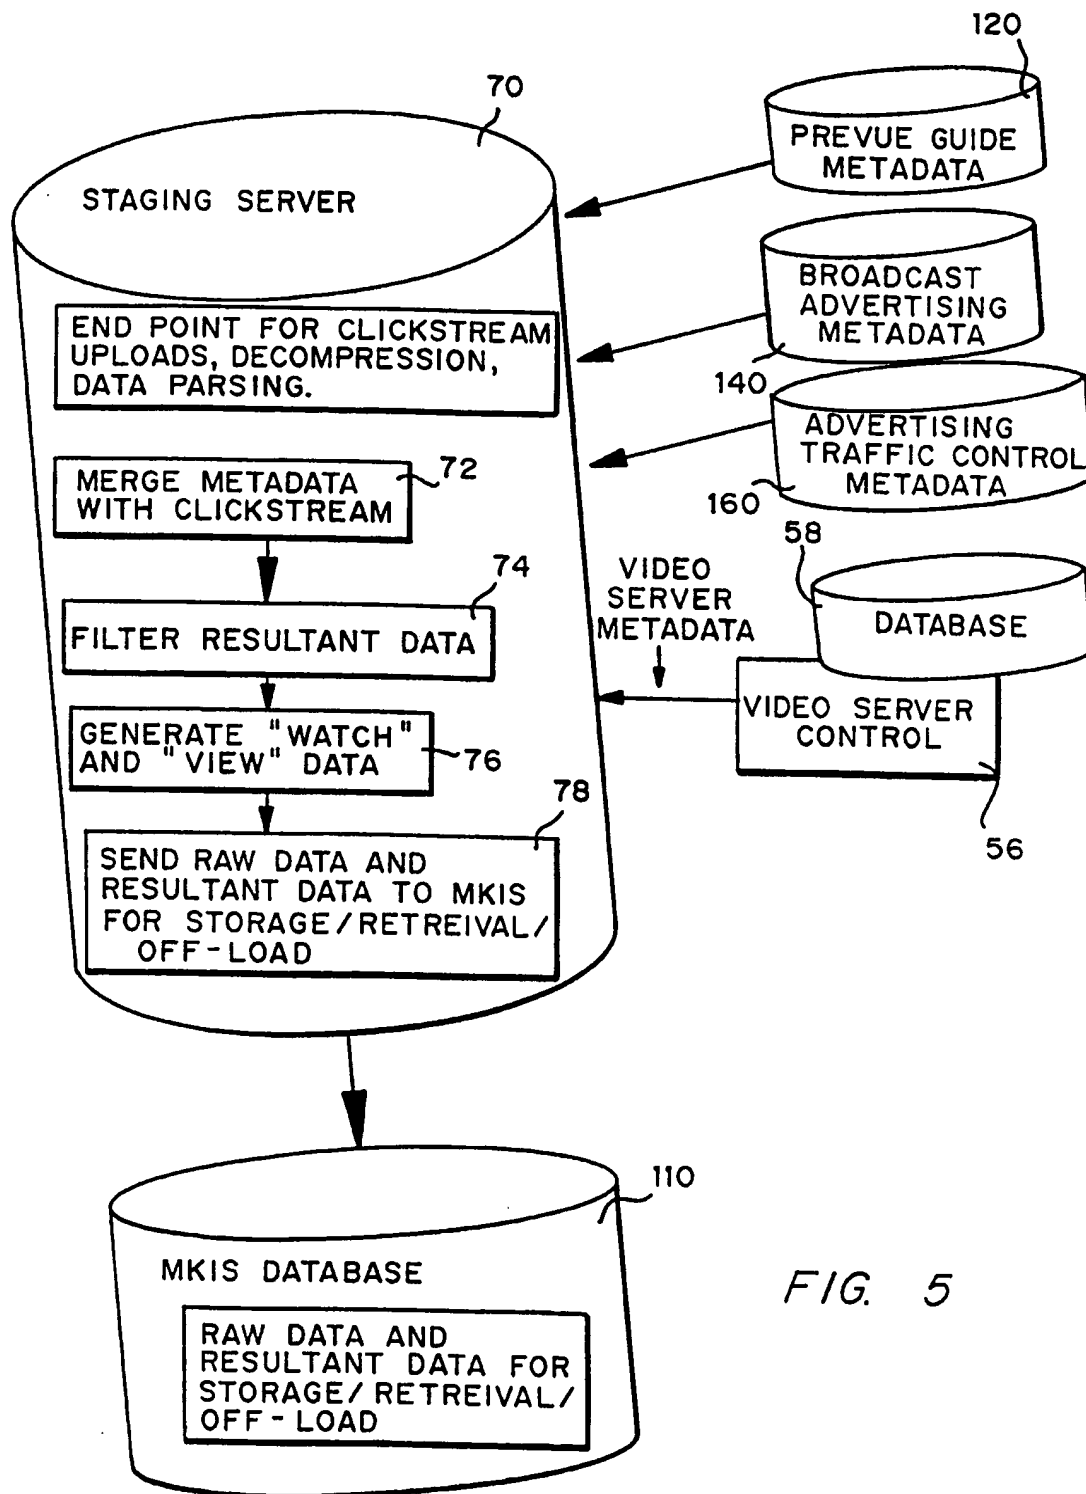 120
PREVUE GUIDE
METADATA
70
STAGING SERVER
BROADCAST
ADVERTISING
METADATA
140
END POINT FOR CLICKSTREAM
UPLOADS, DECOMPRESSION,
DATA PARSING.
ADVERTISING
TRAFFIC CONTROL
METADATA
160
72
MERGE METADATA
WITH CLICKSTREAM
58
DATABASE
74
FILTER RESULTANT DATA
VIDEO
SERVER
METADATA
VIDEO SERVER
CONTROL
56
GENERATE "WATCH"
AND "VIEW" DATA
76
78
SEND RAW DATA AND
RESULTANT DATA TO MKIS
FOR STORAGE/RETREIVAL/
OFF-LOAD
110
MKIS DATABASE
RAW DATA AND
RESULTANT DATA FOR
STORAGE/RETREIVAL/
OFF-LOAD
FIG. 5